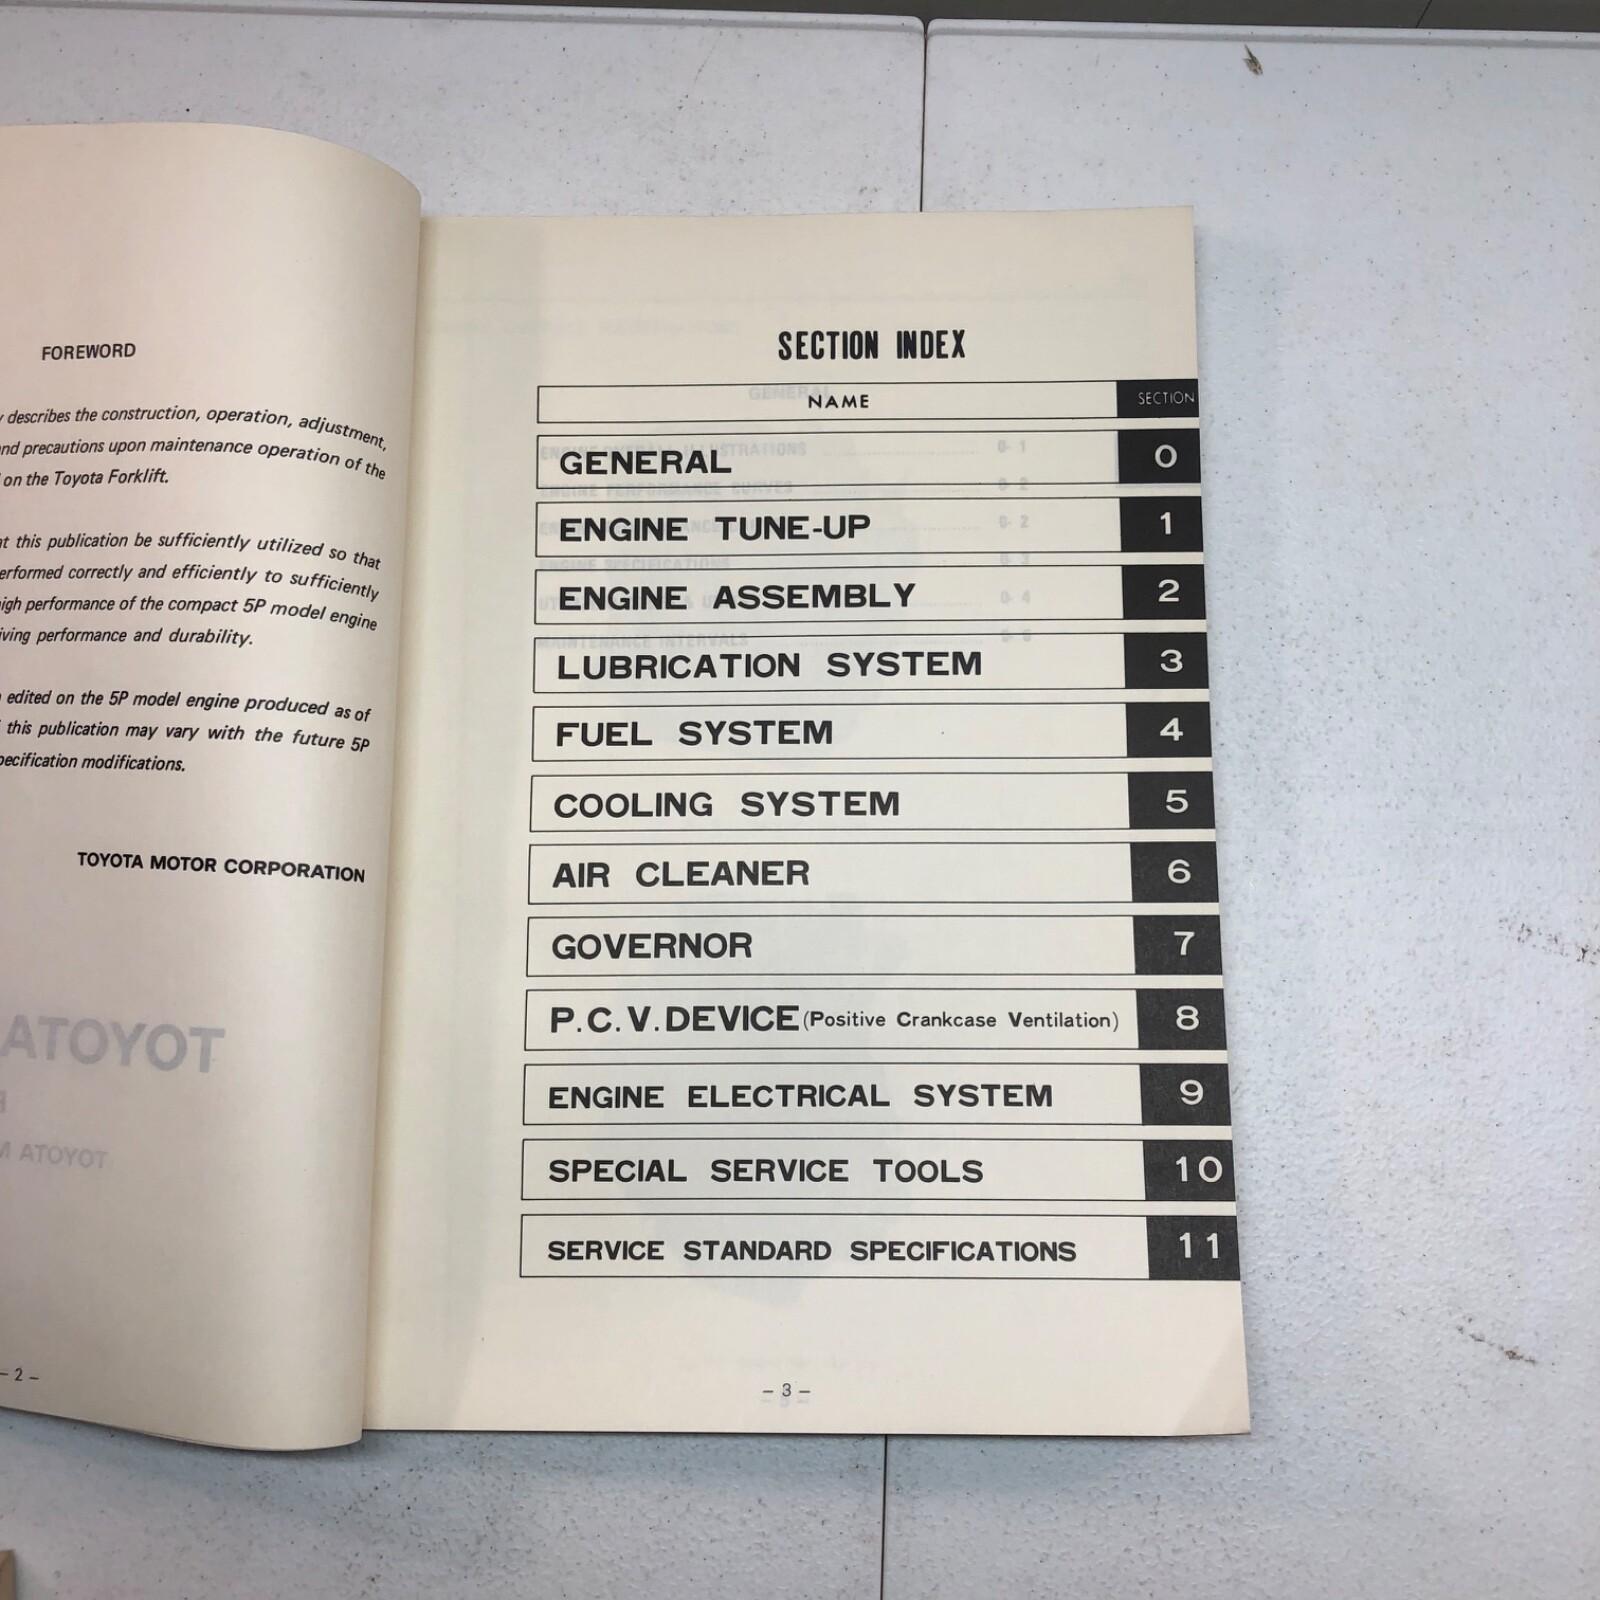 FOREWORD
describes the construction, operation, adjustment,
and precautions upon maintenance operation of the
on the Toyota Forklift.
this publication be sufficiently utilized so that
performed correctly and efficiently to sufficiently
high performance of the compact 5P model engine
performance and durability.
edited on the 5P model engine produced as of
this publication may vary with the future 5P
specification modifications.
TOYOTA MOTOR CORPORATION
TOYOTA
TOYOTA M
– 2 –
SECTION INDEX
NAME SECTION
GENERAL 0
ENGINE TUNE-UP 1
ENGINE ASSEMBLY 2
LUBRICATION SYSTEM 3
FUEL SYSTEM 4
COOLING SYSTEM 5
AIR CLEANER 6
GOVERNOR 7
P.C.V. DEVICE (Positive Crankcase Ventilation) 8
ENGINE ELECTRICAL SYSTEM 9
SPECIAL SERVICE TOOLS 10
SERVICE STANDARD SPECIFICATIONS 11
– 3 –